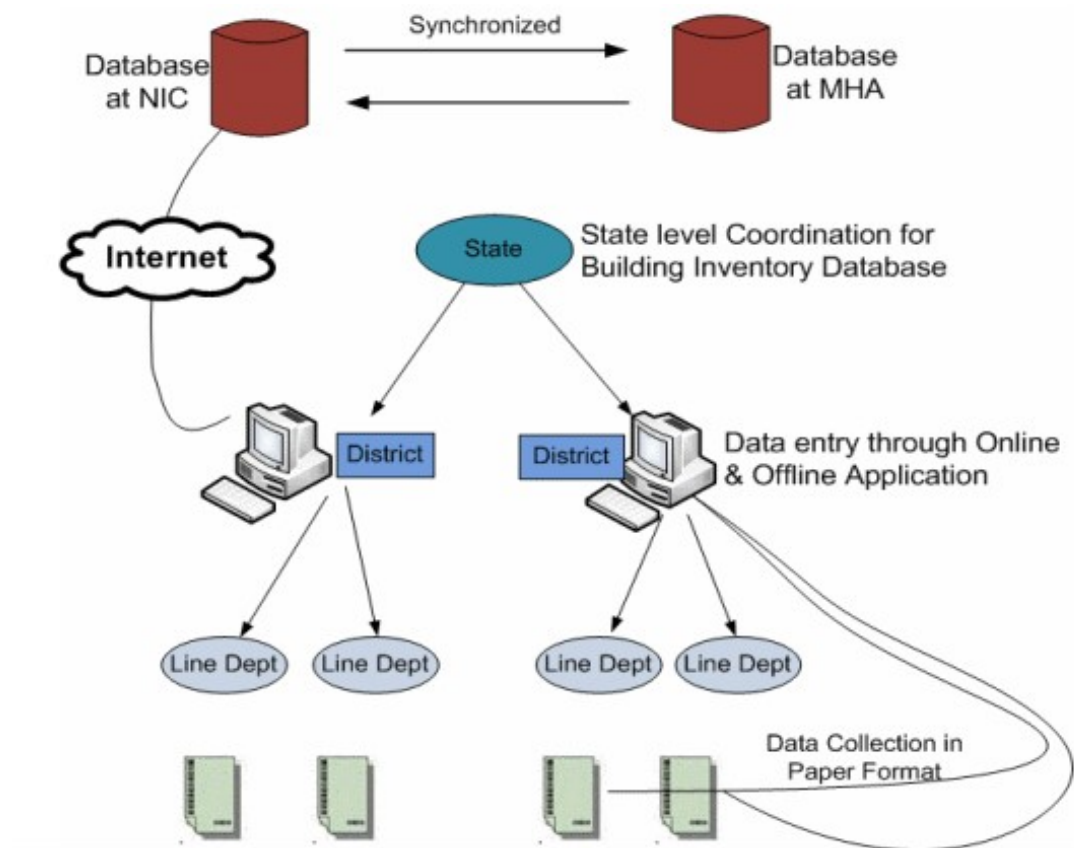 Synchronized
Database
at NIC
Database
at MHA
Internet
State
State level Coordination for
Building Inventory Database
District
District
Data entry through Online
& Offline Application
Line Dept
Line Dept
Line Dept
Line Dept
Data Collection in
Paper Format